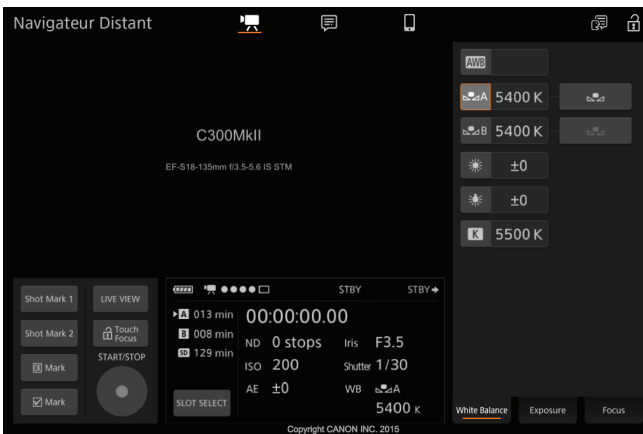 Navigateur Distant
C300MkII
EF-S18-135mm f/3.5-5.6 IS STM
AWB
A 5400 K
B 5400 K
±0
±0
K 5500 K
Shot Mark 1
LIVE VIEW
Shot Mark 2
Touch Focus
START/STOP
OK Mark
Mark
STBY
STBY
A 013 min
B 008 min
SD 129 min
SLOT SELECT
00:00:00.00
ND 0 stops Iris F3.5
ISO 200 Shutter 1/30
AE ±0 WB A
5400 K
White Balance
Exposure
Focus
Copyright CANON INC. 2015